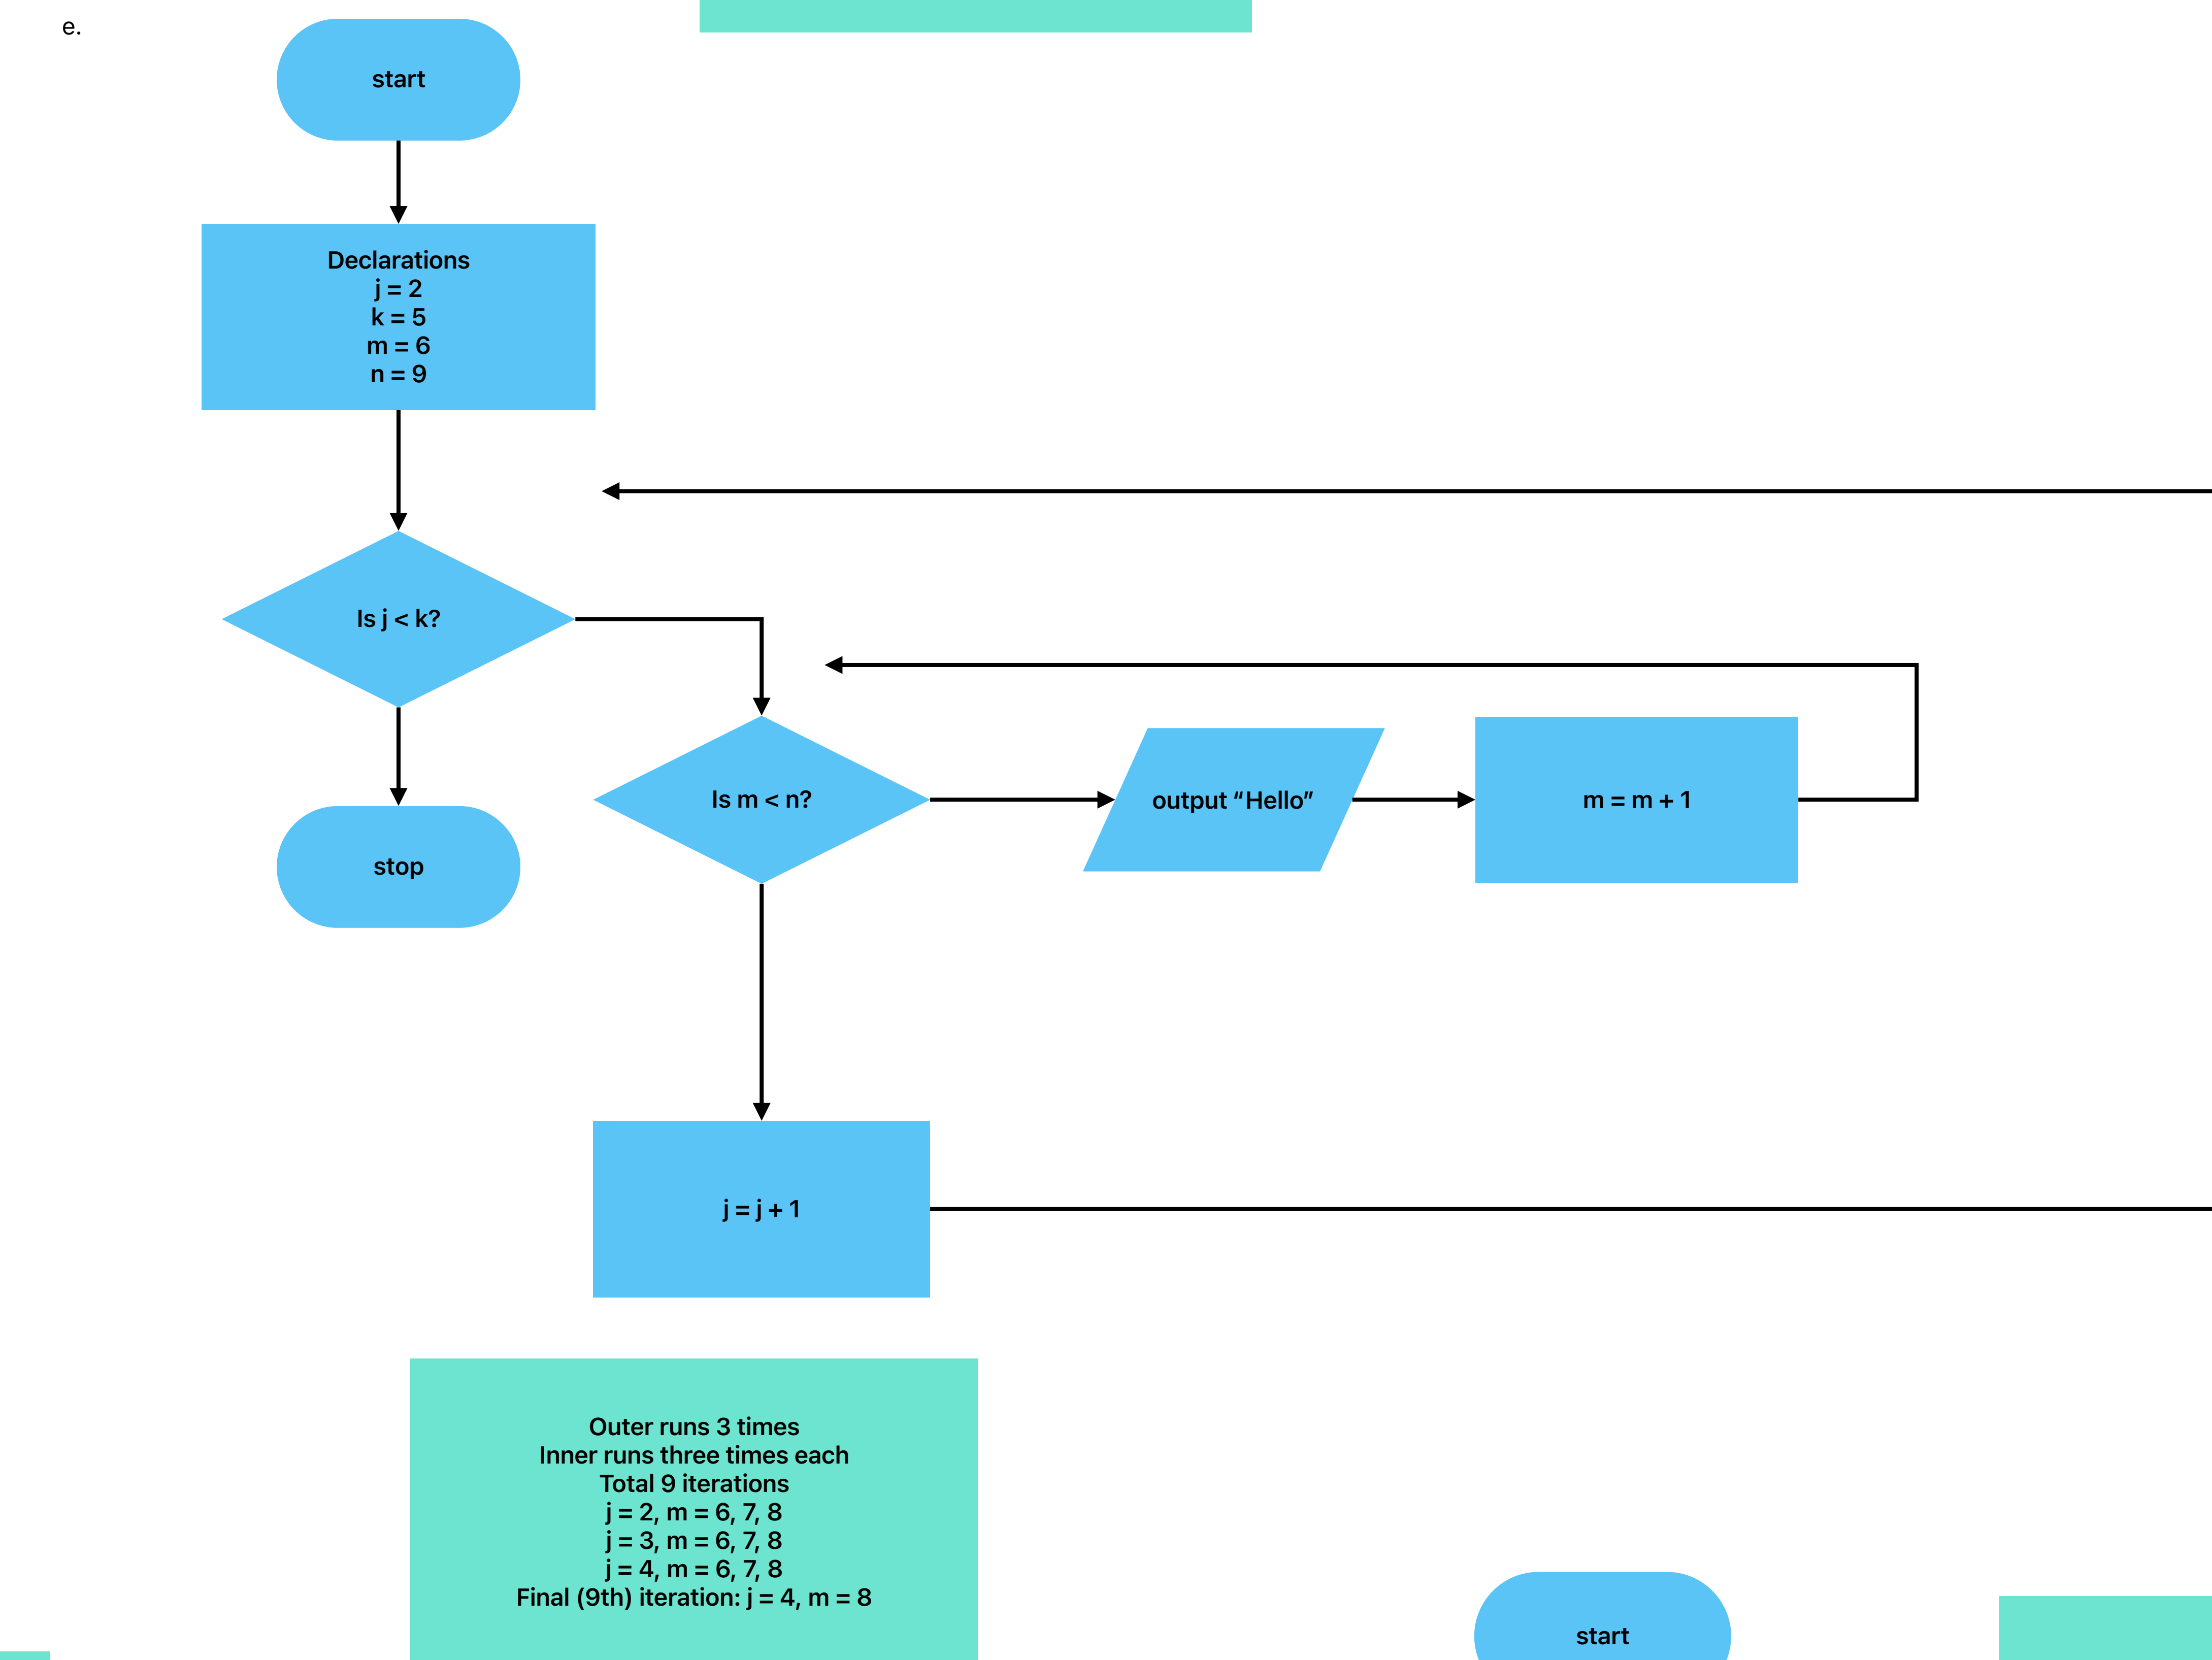 e.
start
Declarations
j = 2
k = 5
m = 6
n = 9
Is j < k?
Is m < n?
output “Hello”
m = m + 1
stop
j = j + 1
Outer runs 3 times
Inner runs three times each
Total 9 iterations
j = 2, m = 6, 7, 8
j = 3, m = 6, 7, 8
j = 4, m = 6, 7, 8
Final (9th) iteration: j = 4, m = 8
start